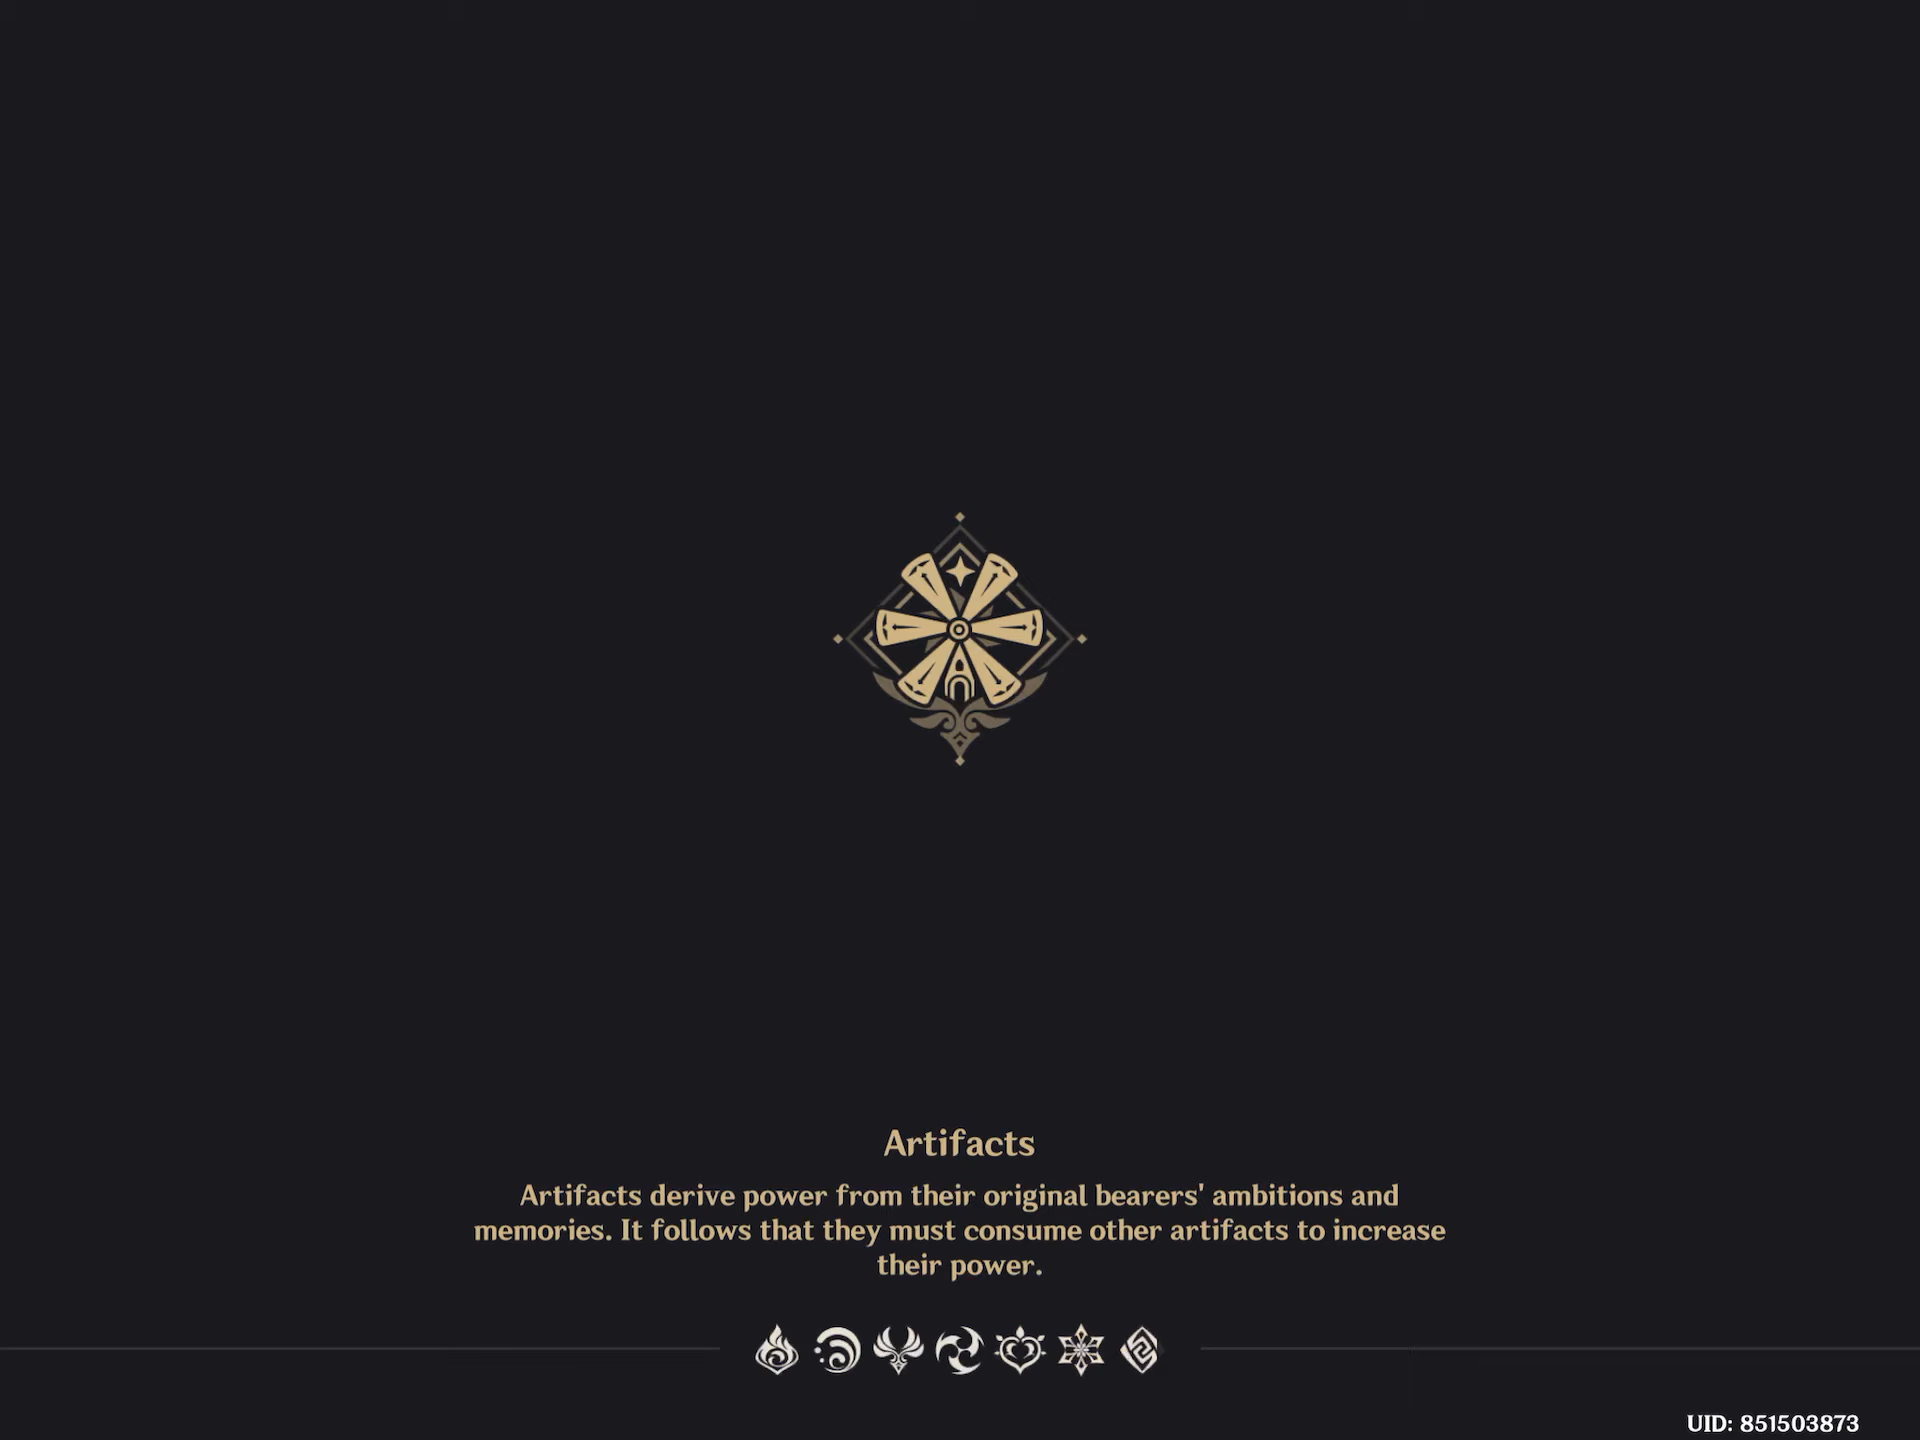 Artifacts
Artifacts derive power from their original bearers' ambitions and
memories. It follows that they must consume other artifacts to increase
their power.
UID: 851503873